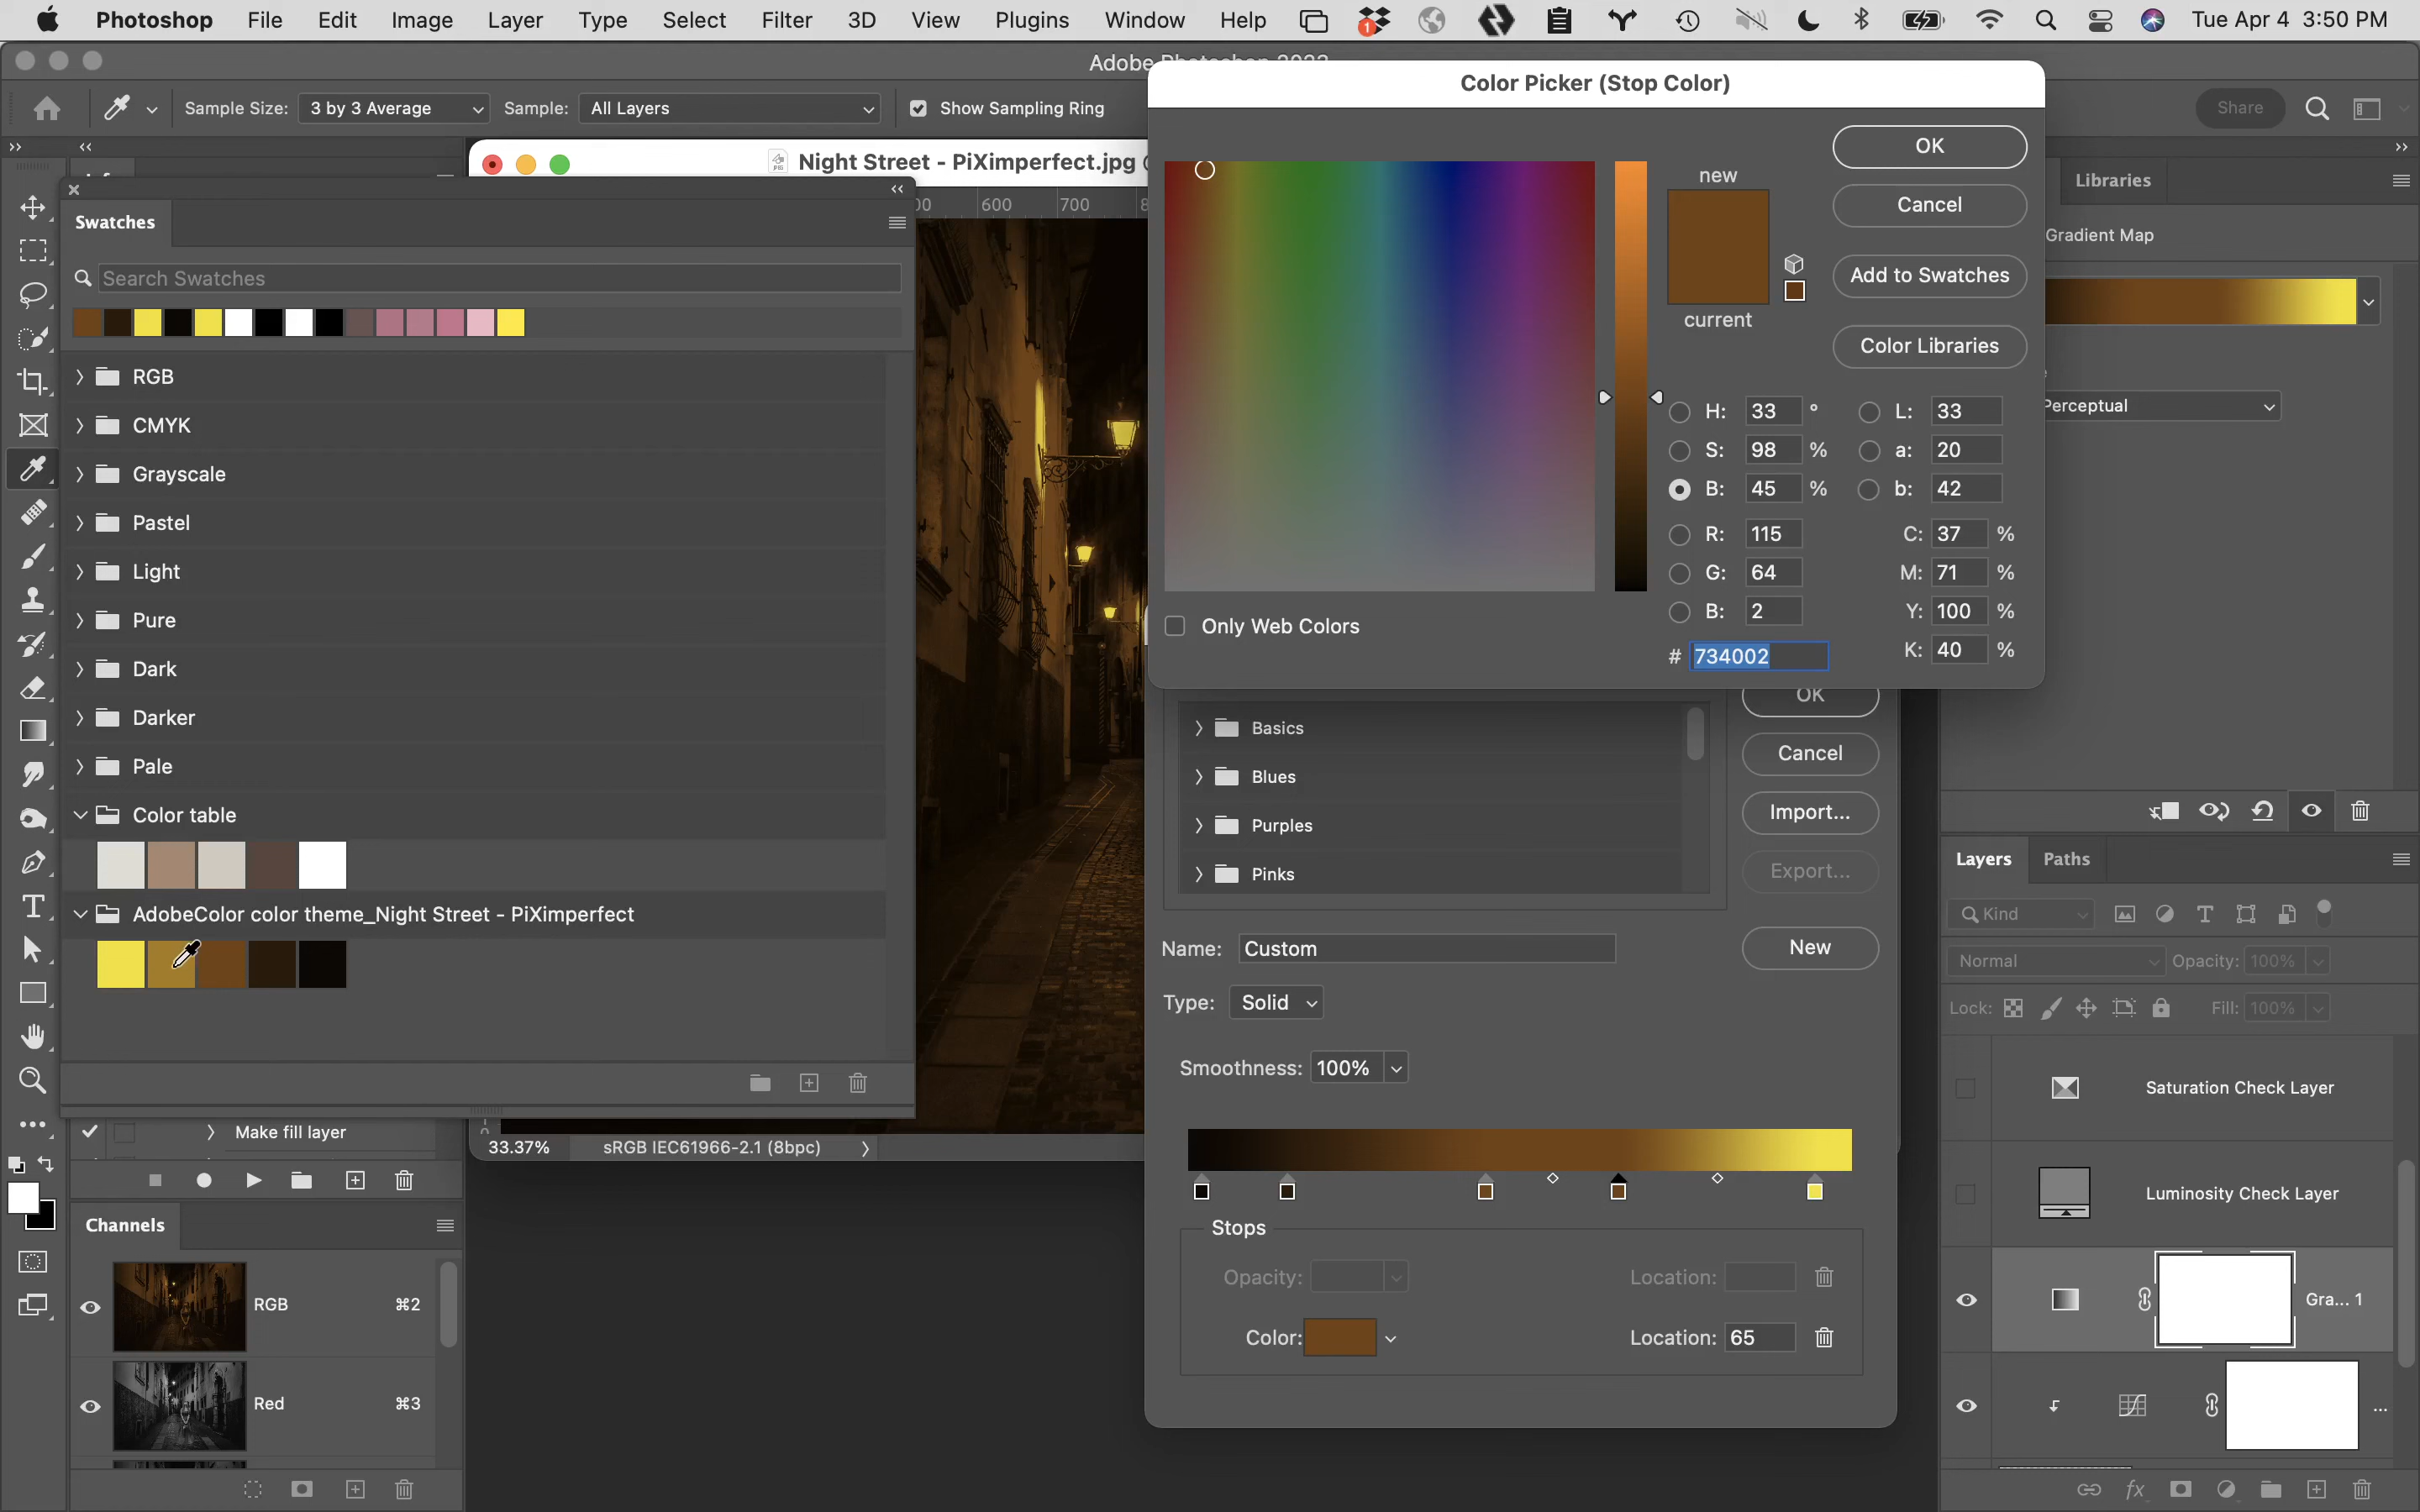 Photoshop File Edit Image Layer Type Select Filter 3D View Plugins Window Help 1 Tue Apr 4 3:50 PM
Sample Size: 3 by 3 Average Sample: All Layers Show Sampling Ring Share
Night Street - PiXimperfect.jpg
600 700
Swatches
Search Swatches
RGB
CMYK
Grayscale
Pastel
Light
Pure
Dark
Darker
Pale
Color table
AdobeColor color theme_Night Street - PiXimperfect
Make fill layer
33.37% sRGB IEC61966-2.1 (8bpc)
Channels
RGB ⌘2
Red ⌘3
Color Picker (Stop Color)
new
current
OK
Cancel
Add to Swatches
Color Libraries
H: 33 °
S: 98 %
B: 45 %
R: 115
G: 64
B: 2
# 734002
L: 33
a: 20
b: 42
C: 37 %
M: 71 %
Y: 100 %
K: 40 %
Only Web Colors
Basics
Blues
Purples
Pinks
OK
Cancel
Import...
Export...
Name: Custom
New
Type: Solid
Smoothness: 100%
Stops
Opacity: Location:
Color: Location: 65
Libraries
Gradient Map
Perceptual
Layers Paths
Kind
Normal Opacity: 100%
Lock: Fill: 100%
Saturation Check Layer
Luminosity Check Layer
Gra... 1
...